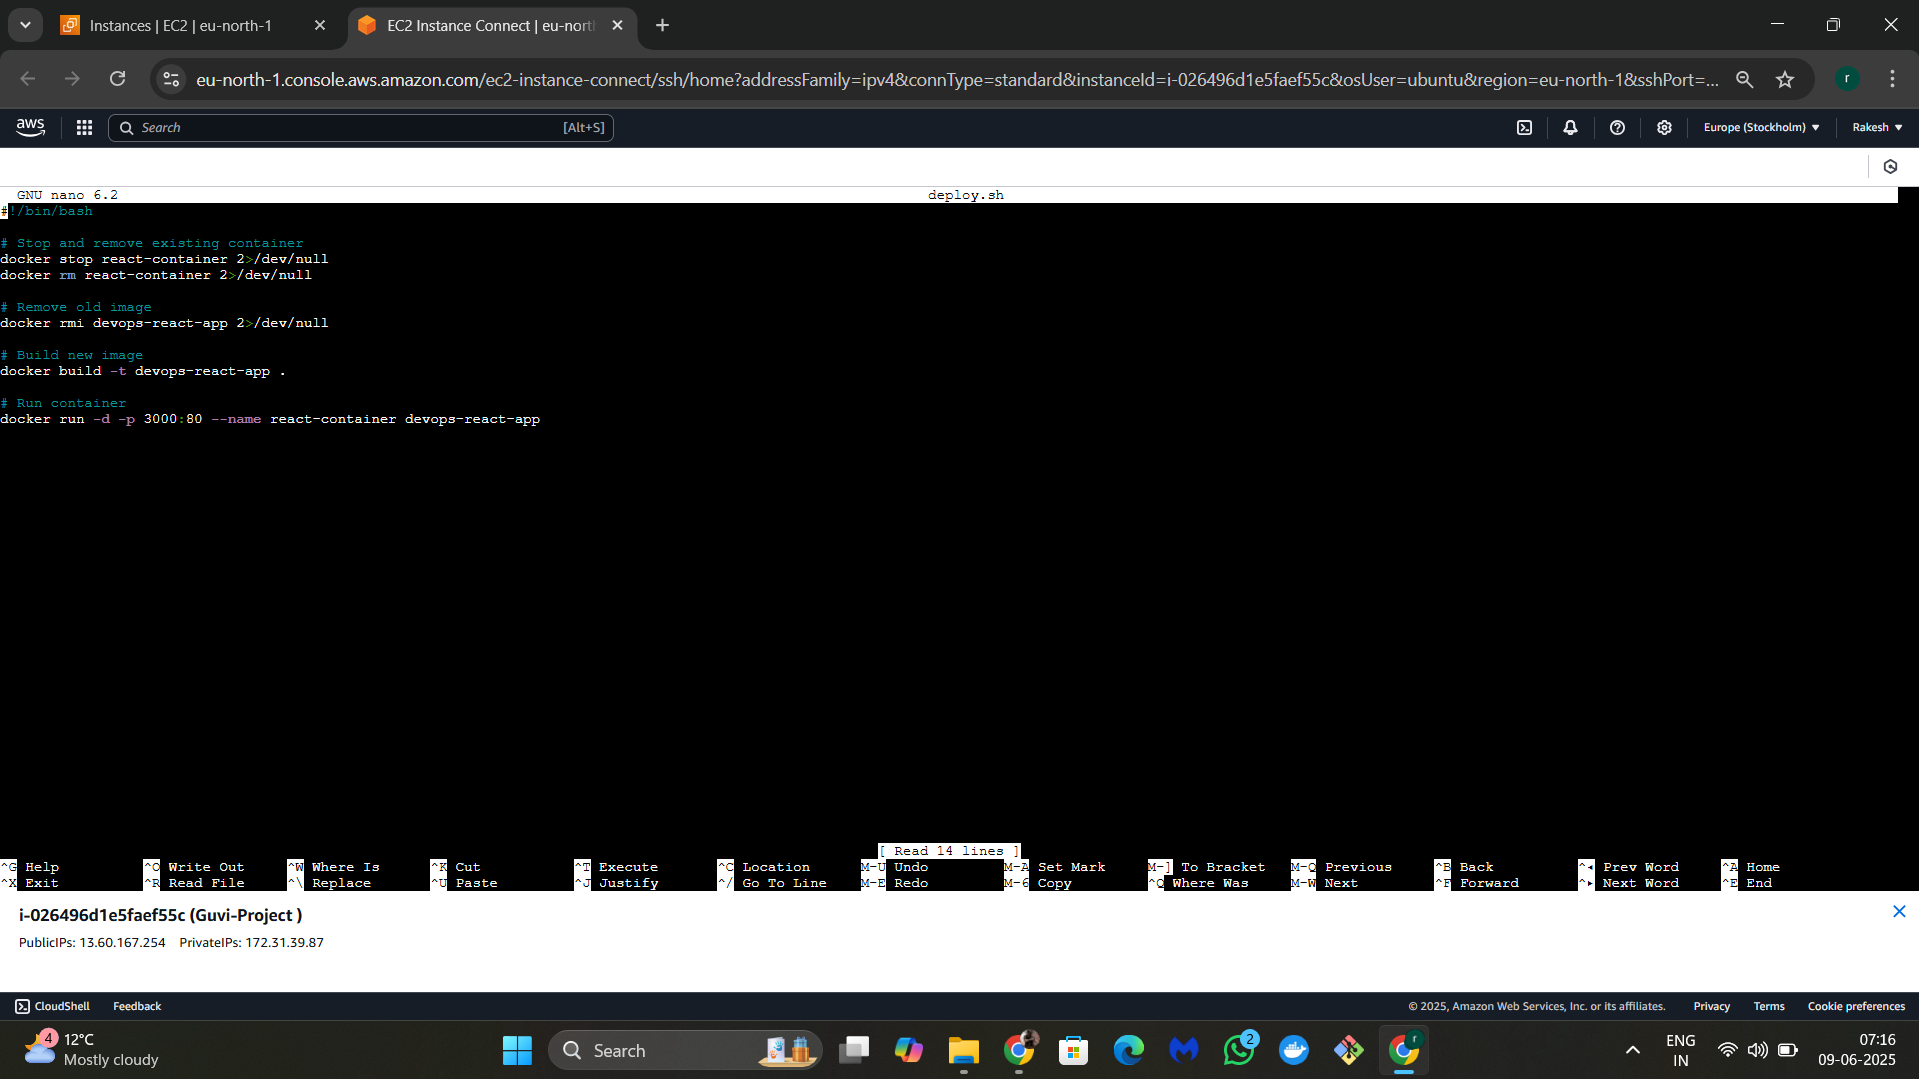 Instances | EC2 | eu-north-1
EC2 Instance Connect | eu-nort
eu-north-1.console.aws.amazon.com/ec2-instance-connect/ssh/home?addressFamily=ipv4&connType=standard&instanceId=i-026496d1e5faef55c&osUser=ubuntu&region=eu-north-1&sshPort=...
r
aws
Search [Alt+S]
Europe (Stockholm)
Rakesh
GNU nano 6.2 deploy.sh
#!/bin/bash
# Stop and remove existing container
docker stop react-container 2>/dev/null
docker rm react-container 2>/dev/null
# Remove old image
docker rmi devops-react-app 2>/dev/null
# Build new image
docker build -t devops-react-app .
# Run container
docker run -d -p 3000:80 --name react-container devops-react-app
[ Read 14 lines ]
^G Help ^O Write Out ^W Where Is ^K Cut ^T Execute ^C Location M-U Undo M-A Set Mark M-] To Bracket M-Q Previous ^B Back ^◂ Prev Word ^A Home
^X Exit ^R Read File ^\ Replace ^U Paste ^J Justify ^/ Go To Line M-E Redo M-6 Copy ^Q Where Was M-W Next ^F Forward ^▸ Next Word ^E End
i-026496d1e5faef55c (Guvi-Project )
PublicIPs: 13.60.167.254 PrivateIPs: 172.31.39.87
CloudShell Feedback © 2025, Amazon Web Services, Inc. or its affiliates. Privacy Terms Cookie preferences
4
12°C
Mostly cloudy
Search
2
r
ENG
IN
07:16
09-06-2025